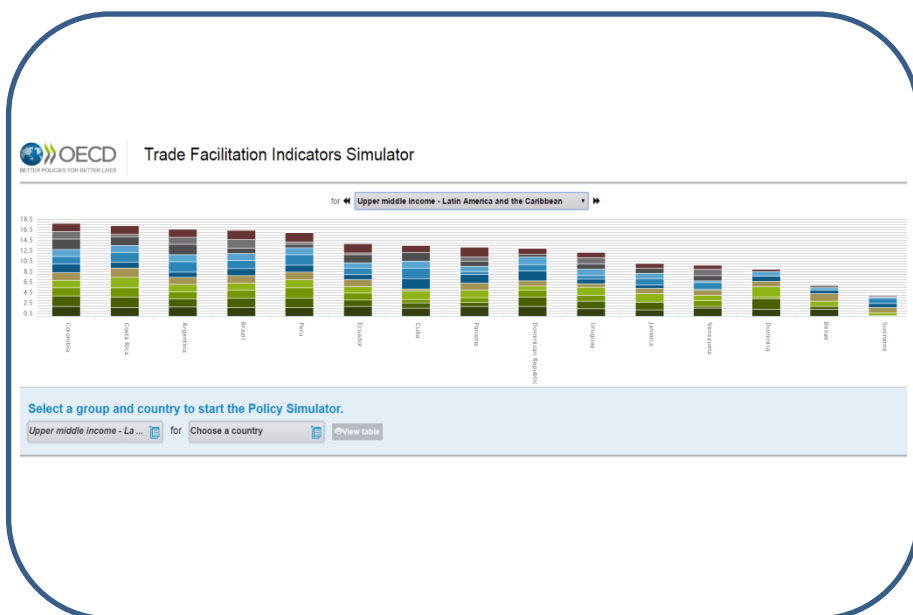 OECD
BETTER POLICIES FOR BETTER LIVES
Trade Facilitation Indicators Simulator
for Upper middle income - Latin America and the Caribbean
18.5
16.5
14.5
12.5
10.5
8.5
6.5
4.5
2.5
0.5
Colombia
Costa Rica
Argentina
Brazil
Peru
Ecuador
Cuba
Panama
Dominican Republic
Uruguay
Jamaica
Venezuela
Dominica
Belize
Suriname
Select a group and country to start the Policy Simulator.
Upper middle income - La ... for Choose a country View table